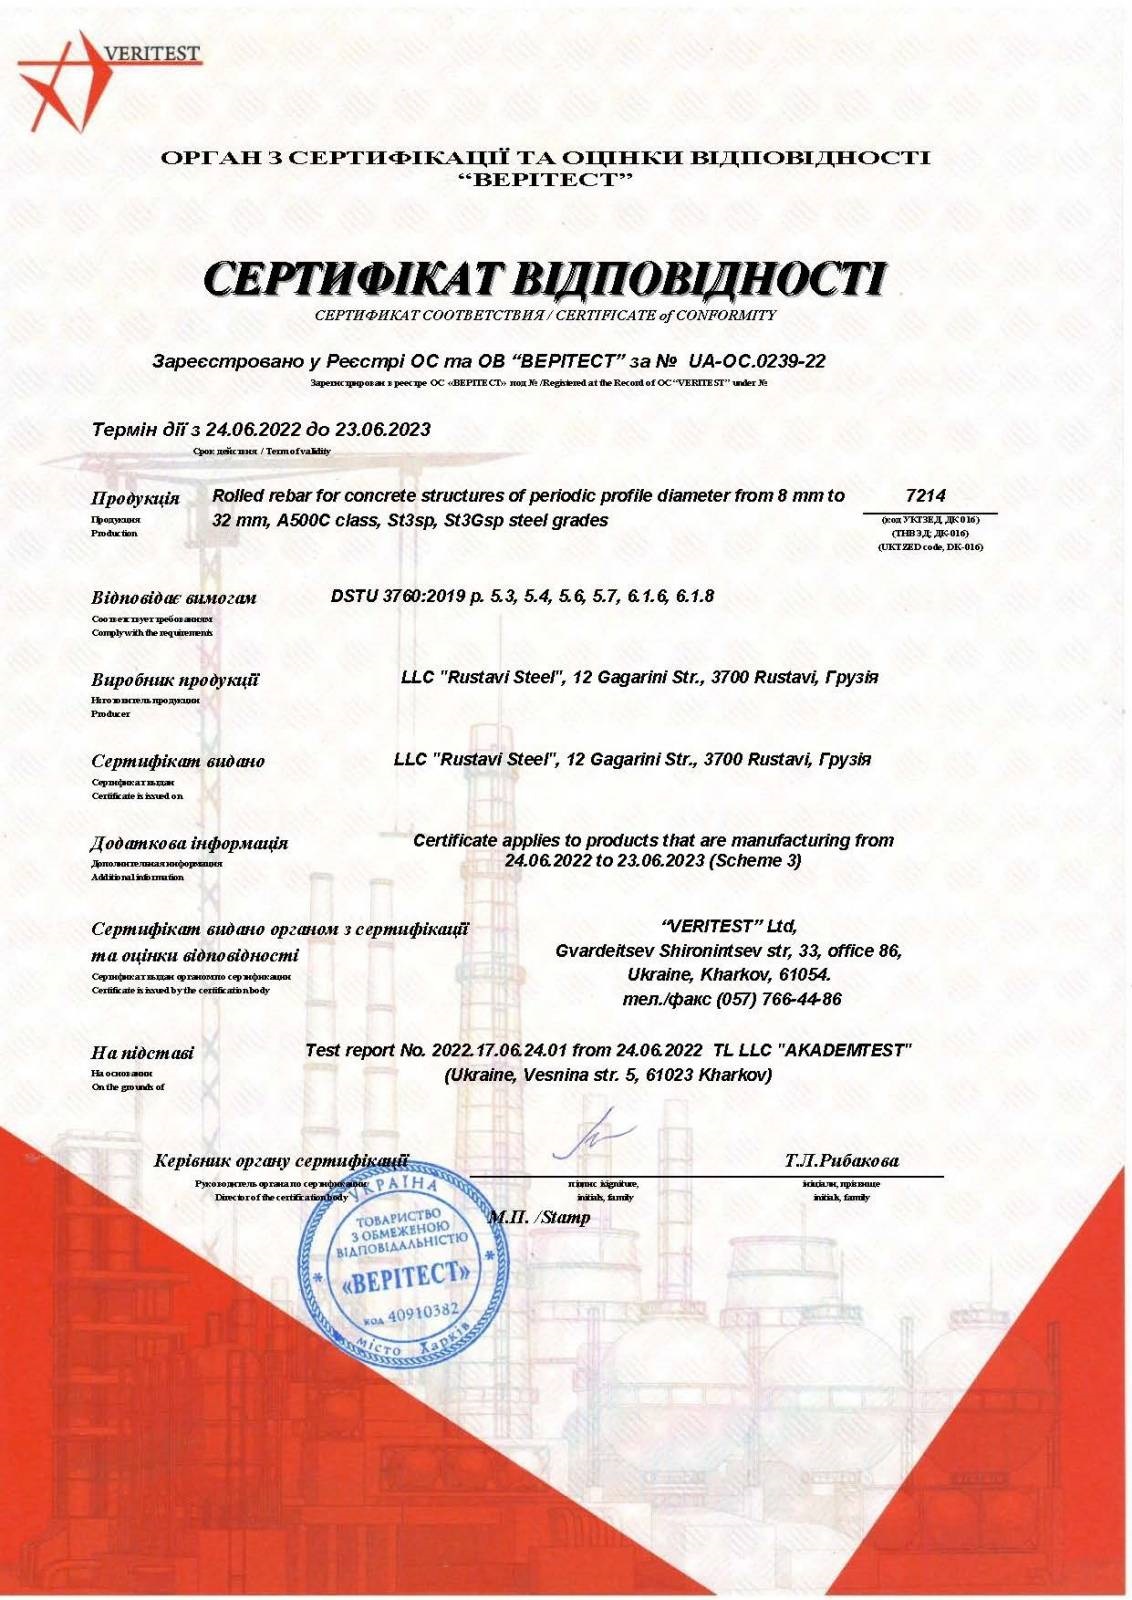 VERITEST
ОРГАН З СЕРТИФІКАЦІЇ ТА ОЦІНКИ ВІДПОВІДНОСТІ
“ВЕРІТЕСТ”
СЕРТИФІКАТ ВІДПОВІДНОСТІ
СЕРТИФИКАТ СООТВЕТСТВИЯ / CERTIFICATE of CONFORMITY
Зареєстровано у Реєстрі ОС та ОВ “ВЕРІТЕСТ” за № UA-ОС.0239-22
Зарегистрирован в реестре ОС «ВЕРІТЕСТ» под № /Registered at the Record of OC“VERITEST” under №
Термін дії з 24.06.2022 до 23.06.2023
Срок действия / Term of validity
Продукція
Продукция
Production
Rolled rebar for concrete structures of periodic profile diameter from 8 mm to
32 mm, A500C class, St3sp, St3Gsp steel grades
7214
(код УКТЗЕД, ДК 016)
(ТНВЭД; ДК-016)
(UKTZED code, DK-016)
Відповідає вимогам
Соответствует требованиям
Comply with the requirements
DSTU 3760:2019 p. 5.3, 5.4, 5.6, 5.7, 6.1.6, 6.1.8
Виробник продукції
Изготовитель продукции
Producer
LLC "Rustavi Steel", 12 Gagarini Str., 3700 Rustavi, Грузія
Сертифікат видано
Сертификат выдан
Certificate is issued on
LLC "Rustavi Steel", 12 Gagarini Str., 3700 Rustavi, Грузія
Додаткова інформація
Дополнительная информация
Additional information
Certificate applies to products that are manufacturing from
24.06.2022 to 23.06.2023 (Scheme 3)
Сертифікат видано органом з сертифікації
та оцінки відповідності
Сертификат выдан органом по сертификации
Certificate is issued by the certification body
“VERITEST” Ltd,
Gvardeitsev Shironintsev str, 33, office 86,
Ukraine, Kharkov, 61054.
тел./факс (057) 766-44-86
На підставі
На основании
On the grounds of
Test report No. 2022.17.06.24.01 from 24.06.2022 TL LLC "AKADEMTEST"
(Ukraine, Vesnina str. 5, 61023 Kharkov)
Керівник органу сертифікації
Руководитель органа по сертификации
Director of the certification body
підпис /signiture,
initials, family
Т.Л.Рибакова
ініціали, прізвище
initials, family
М.П. /Stamp
УКРАЇНА
ТОВАРИСТВО
З ОБМЕЖЕНОЮ
ВІДПОВІДАЛЬНІСТЮ
«ВЕРІТЕСТ»
код 40910382
місто Харків